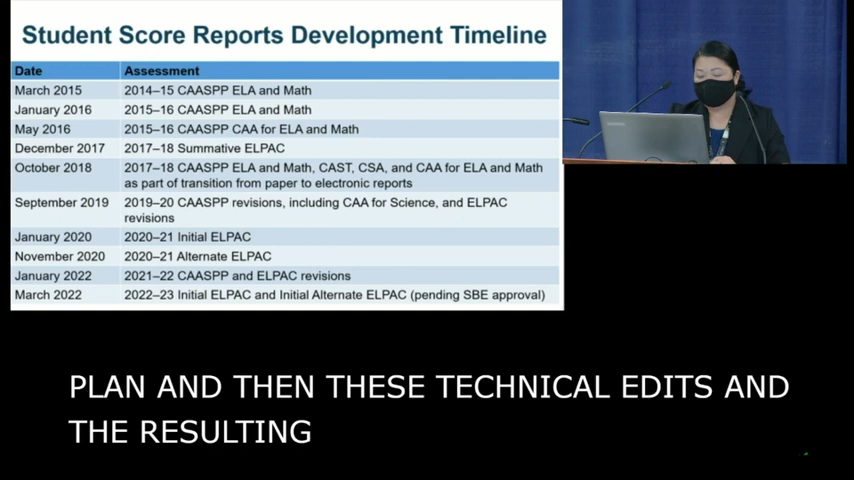 Student Score Reports Development Timeline
Date Assessment
March 2015 2014–15 CAASPP ELA and Math
January 2016 2015–16 CAASPP ELA and Math
May 2016 2015–16 CAASPP CAA for ELA and Math
December 2017 2017–18 Summative ELPAC
October 2018 2017–18 CAASPP ELA and Math, CAST, CSA, and CAA for ELA and Math
as part of transition from paper to electronic reports
September 2019 2019–20 CAASPP revisions, including CAA for Science, and ELPAC
revisions
January 2020 2020–21 Initial ELPAC
November 2020 2020–21 Alternate ELPAC
January 2022 2021–22 CAASPP and ELPAC revisions
March 2022 2022–23 Initial ELPAC and Initial Alternate ELPAC (pending SBE approval)
PLAN AND THEN THESE TECHNICAL EDITS AND
THE RESULTING